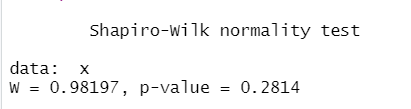 Shapiro-Wilk normality test
data: x
W = 0.98197, p-value = 0.2814